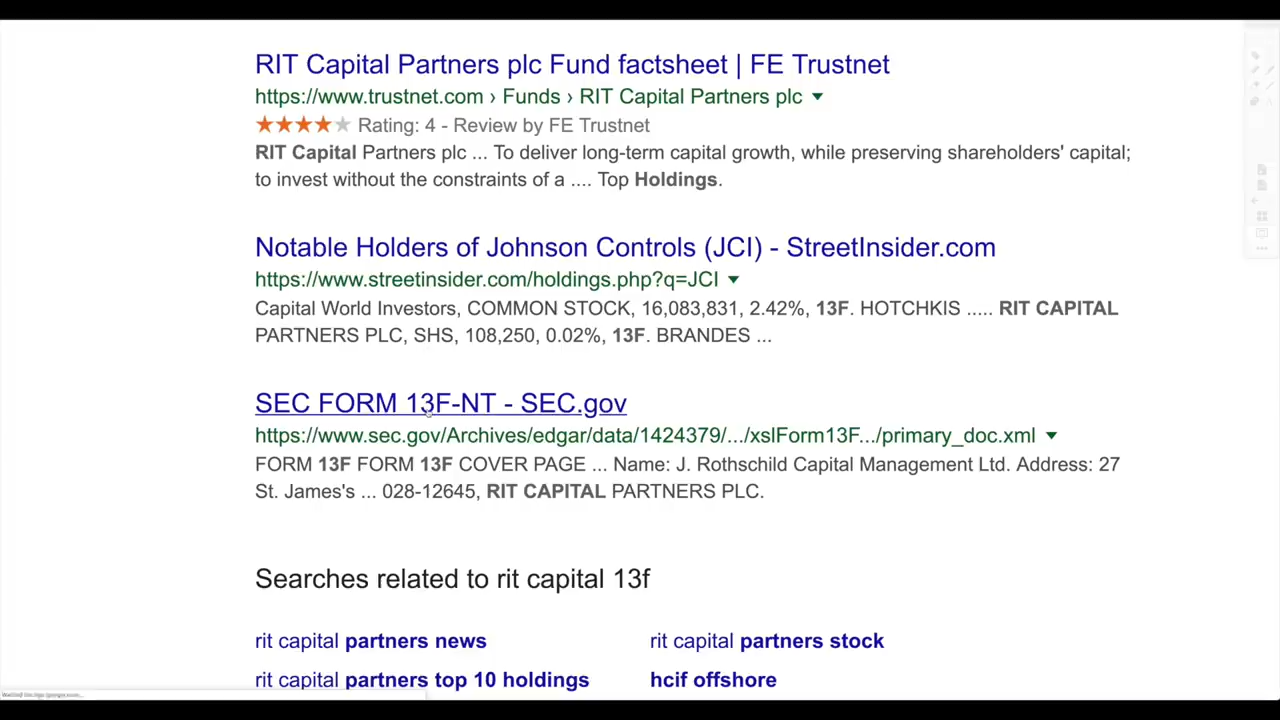 RIT Capital Partners plc Fund factsheet | FE Trustnet
https://www.trustnet.com › Funds › RIT Capital Partners plc
Rating: 4 - Review by FE Trustnet
RIT Capital Partners plc ... To deliver long-term capital growth, while preserving shareholders' capital;
to invest without the constraints of a .... Top Holdings.
Notable Holders of Johnson Controls (JCI) - StreetInsider.com
https://www.streetinsider.com/holdings.php?q=JCI
Capital World Investors, COMMON STOCK, 16,083,831, 2.42%, 13F. HOTCHKIS ..... RIT CAPITAL
PARTNERS PLC, SHS, 108,250, 0.02%, 13F. BRANDES ...
SEC FORM 13F-NT - SEC.gov
https://www.sec.gov/Archives/edgar/data/1424379/.../xslForm13F.../primary_doc.xml
FORM 13F FORM 13F COVER PAGE ... Name: J. Rothschild Capital Management Ltd. Address: 27
St. James's ... 028-12645, RIT CAPITAL PARTNERS PLC.
Searches related to rit capital 13f
rit capital partners news
rit capital partners stock
rit capital partners top 10 holdings
hcif offshore